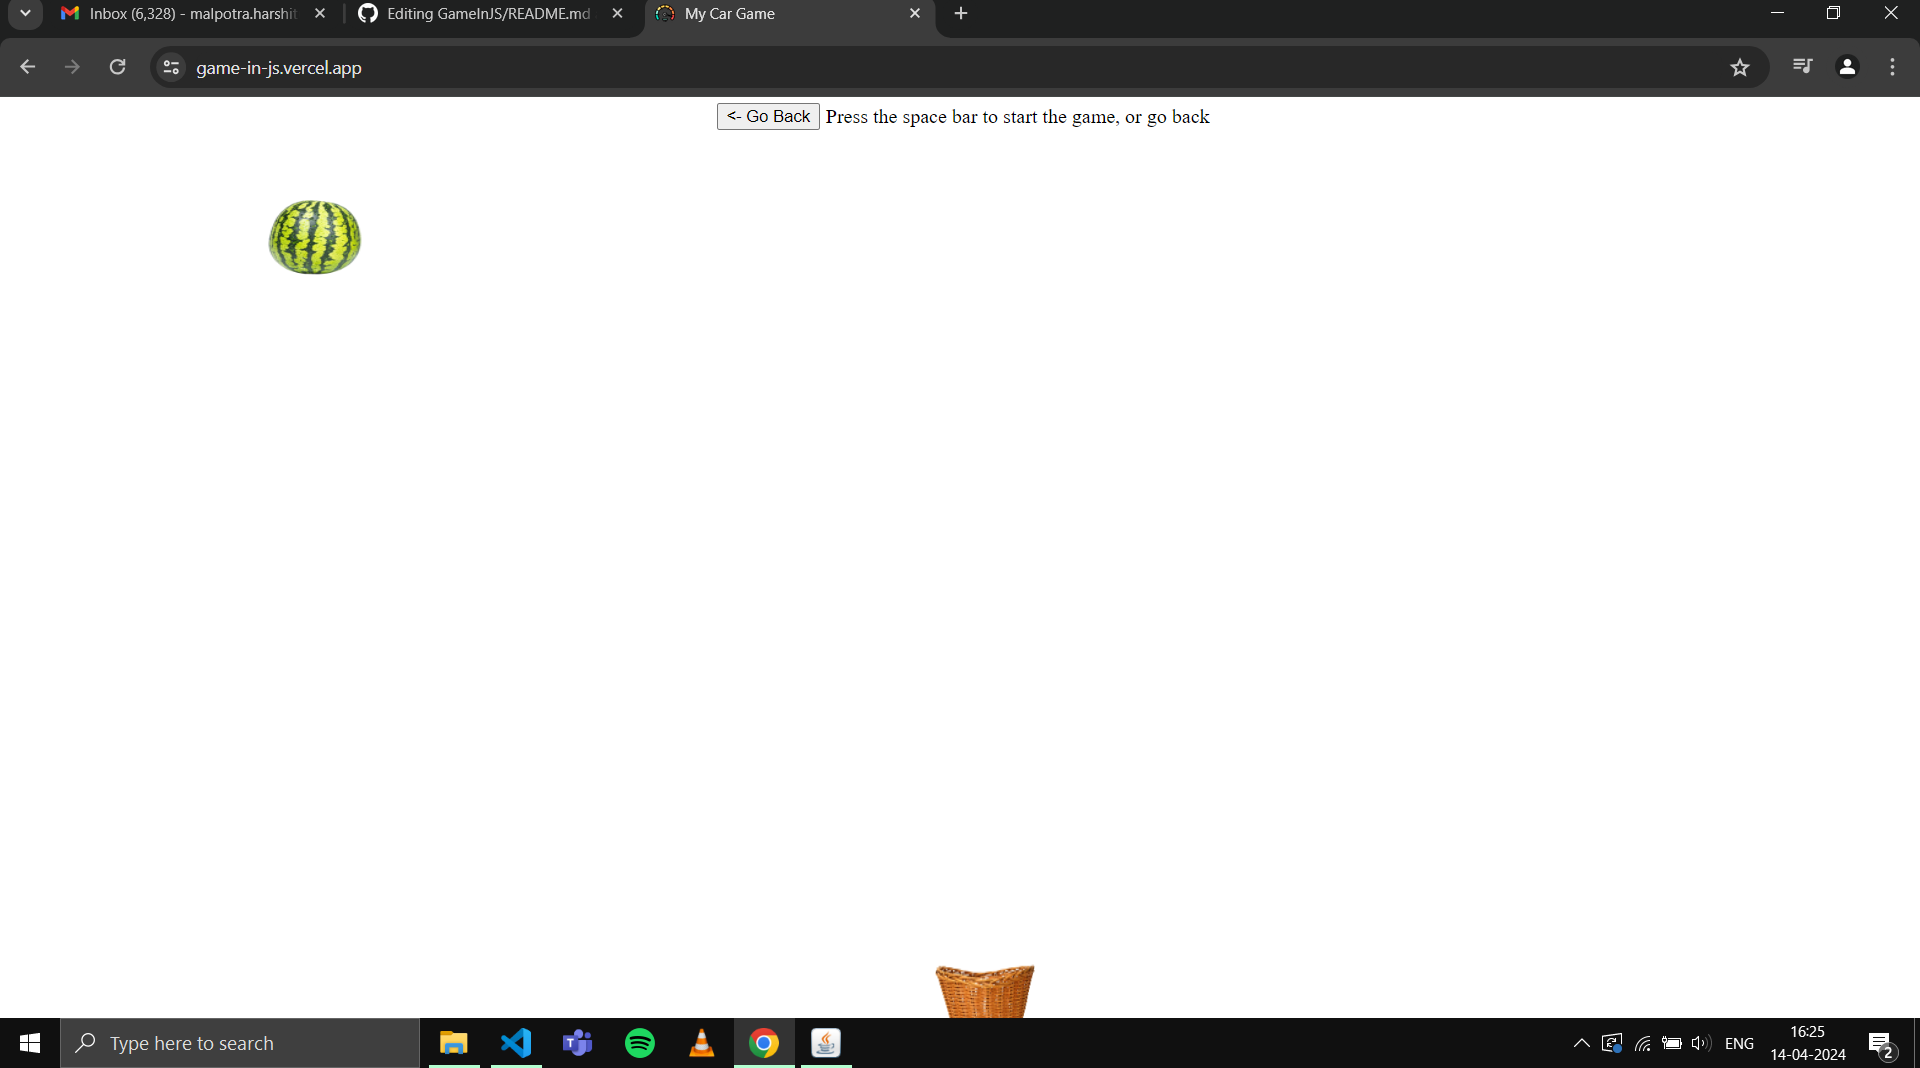 Inbox (6,328) - malpotra.harshit
Editing GameInJS/README.md
My Car Game
game-in-js.vercel.app
<- Go Back Press the space bar to start the game, or go back
Type here to search
ENG
16:25
14-04-2024
2